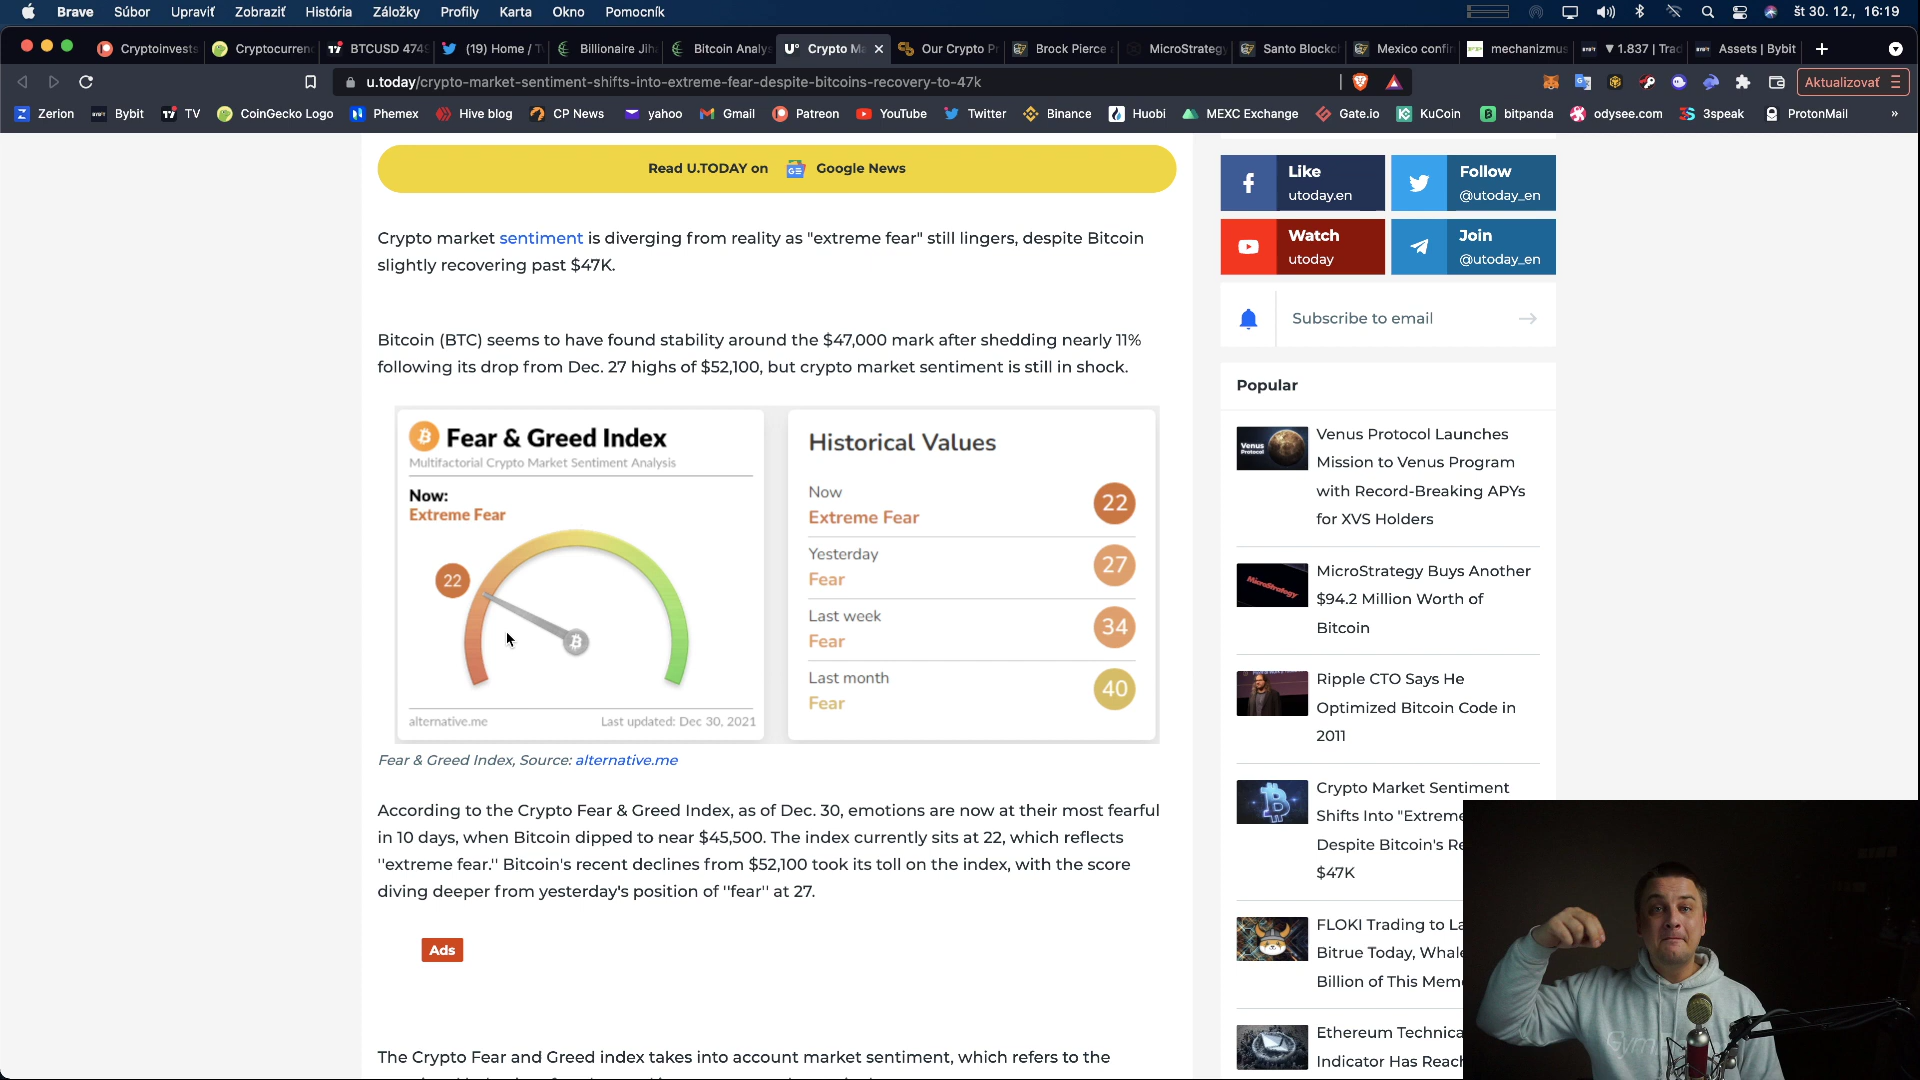 Brave Súbor Upraviť Zobraziť História Záložky Profily Karta Okno Pomocník
št 30. 12., 16:19
Cryptoinvest
Cryptocurren
BTCUSD 474
(19) Home / T
Billionaire Jih
Bitcoin Analy
Crypto Ma
Our Crypto P
Brock Pierce
MicroStrateg
Santo Blockc
Mexico confi
mechanizmus
▼ 1.837 | Trad
Assets | Bybit
u.today/crypto-market-sentiment-shifts-into-extreme-fear-despite-bitcoins-recovery-to-47k
Aktualizovať
Zerion Bybit TV CoinGecko Logo Phemex Hive blog CP News yahoo Gmail Patreon YouTube Twitter Binance Huobi MEXC Exchange Gate.io KuCoin bitpanda odysee.com 3speak ProtonMail »
Read U.TODAY on Google News
Crypto market sentiment is diverging from reality as "extreme fear" still lingers, despite Bitcoin
slightly recovering past $47K.
Bitcoin (BTC) seems to have found stability around the $47,000 mark after shedding nearly 11%
following its drop from Dec. 27 highs of $52,100, but crypto market sentiment is still in shock.
Fear & Greed Index
Multifactorial Crypto Market Sentiment Analysis
Now:
Extreme Fear
22
alternative.me
Last updated: Dec 30, 2021
Historical Values
Now
Extreme Fear
22
Yesterday
Fear
27
Last week
Fear
34
Last month
Fear
40
Fear & Greed Index, Source: alternative.me
According to the Crypto Fear & Greed Index, as of Dec. 30, emotions are now at their most fearful
in 10 days, when Bitcoin dipped to near $45,500. The index currently sits at 22, which reflects
''extreme fear.'' Bitcoin's recent declines from $52,100 took its toll on the index, with the score
diving deeper from yesterday's position of ''fear'' at 27.
Ads
The Crypto Fear and Greed index takes into account market sentiment, which refers to the
Like
utoday.en
Follow
@utoday_en
Watch
utoday
Join
@utoday_en
Subscribe to email
Popular
Venus Protocol
Venus Protocol Launches
Mission to Venus Program
with Record-Breaking APYs
for XVS Holders
MicroStrategy
MicroStrategy Buys Another
$94.2 Million Worth of
Bitcoin
Ripple CTO Says He
Optimized Bitcoin Code in
2011
Crypto Market Sentiment
Shifts Into "Extreme
Despite Bitcoin's Re
$47K
FLOKI Trading to La
Bitrue Today, Whale
Billion of This Mem
Ethereum Technica
Indicator Has Reach